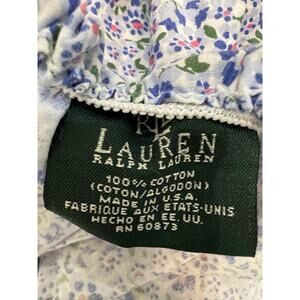 RL
LAUREN
RALPH LAUREN
100% COTTON
(COTON/ALGODON)
MADE IN U.S.A.
FABRIQUE AUX ETATS-UNIS
HECHO EN EE. UU.
RN 60873